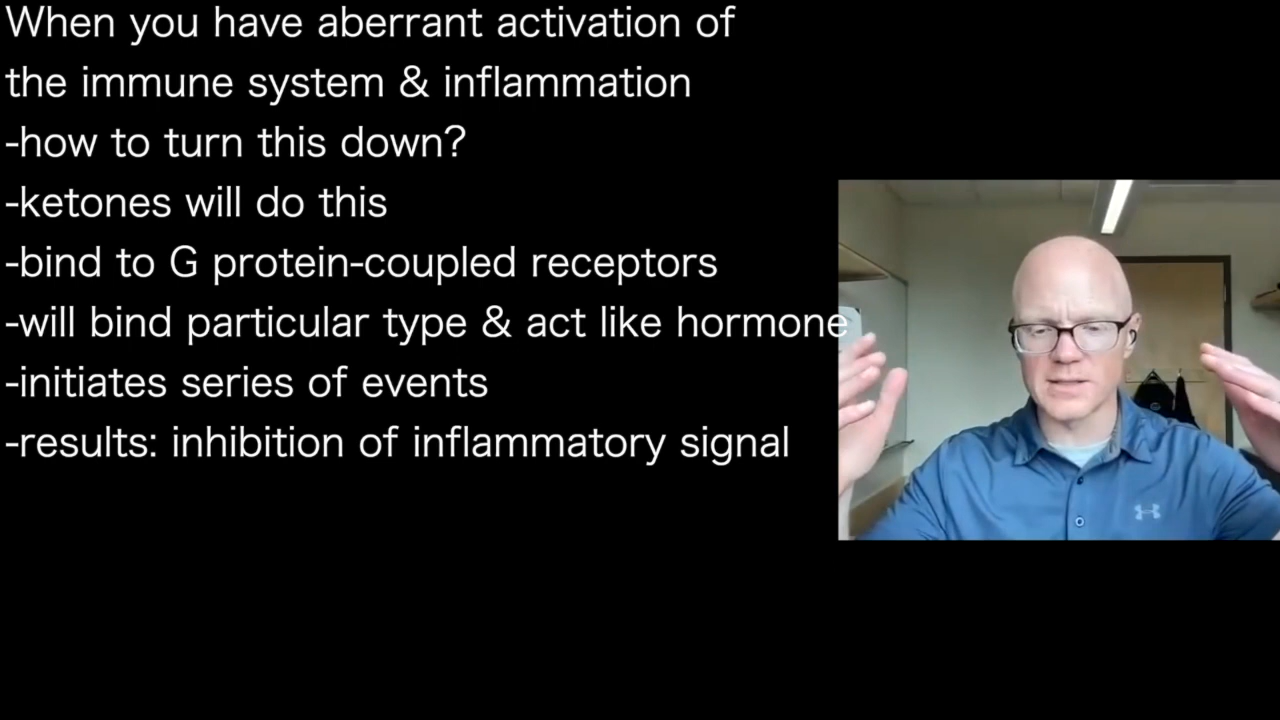 When you have aberrant activation of
the immune system & inflammation
-how to turn this down?
-ketones will do this
-bind to G protein-coupled receptors
-will bind particular type & act like hormone
-initiates series of events
-results: inhibition of inflammatory signal